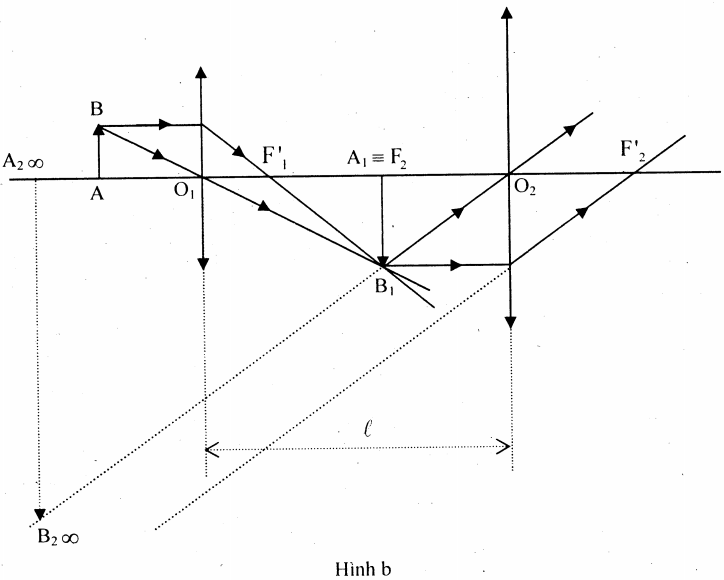 B
A₂ ∞
F'₁
A₁ ≡ F₂
F'₂
A
O₁
O₂
B₁
ℓ
B₂ ∞
Hình b